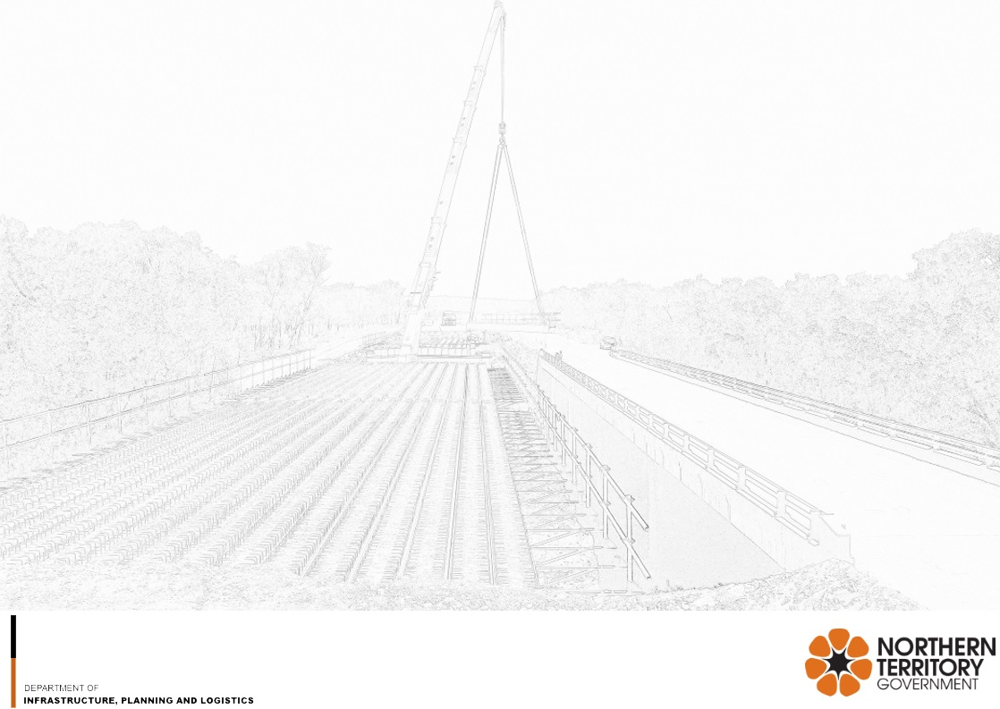 DEPARTMENT OF
INFRASTRUCTURE, PLANNING AND LOGISTICS
NORTHERN
TERRITORY
GOVERNMENT